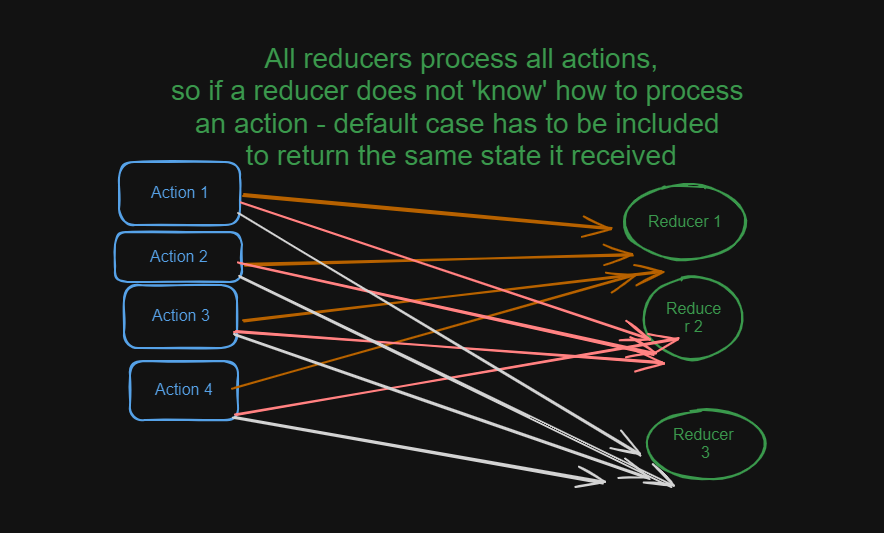 All reducers process all actions,
so if a reducer does not 'know' how to process
an action - default case has to be included
to return the same state it received
Action 1
Action 2
Action 3
Action 4
Reducer 1
Reduce
r 2
Reducer
3